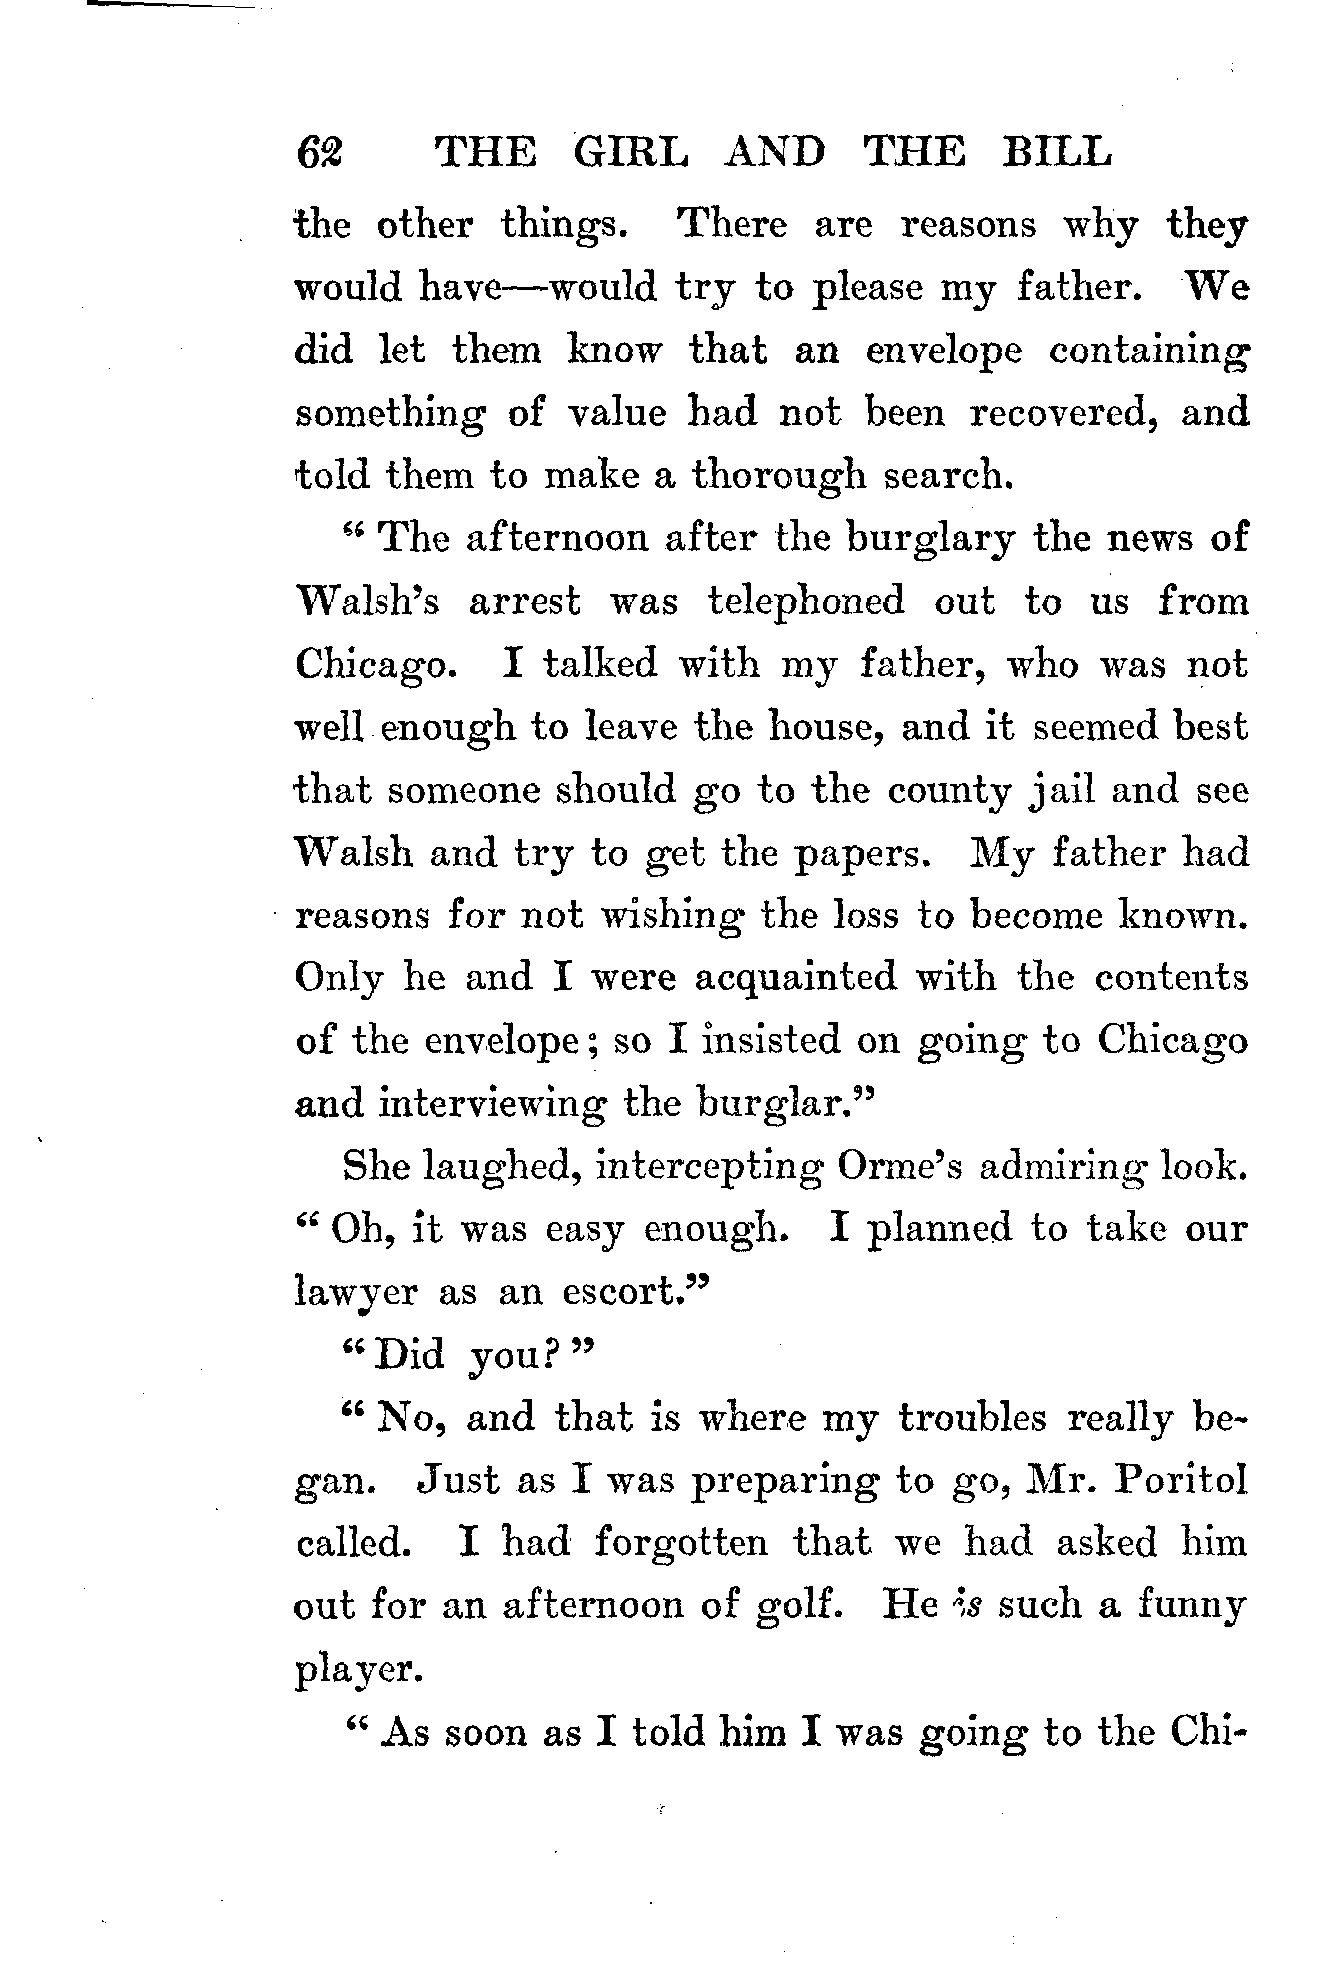 62 THE GIRL AND THE BILL
the other things. There are reasons why they
would have—would try to please my father. We
did let them know that an envelope containing
something of value had not been recovered, and
told them to make a thorough search.
" The afternoon after the burglary the news of
Walsh's arrest was telephoned out to us from
Chicago. I talked with my father, who was not
well enough to leave the house, and it seemed best
that someone should go to the county jail and see
Walsh and try to get the papers. My father had
reasons for not wishing the loss to become known.
Only he and I were acquainted with the contents
of the envelope; so I insisted on going to Chicago
and interviewing the burglar."
She laughed, intercepting Orme's admiring look.
" Oh, it was easy enough. I planned to take our
lawyer as an escort."
" Did you? "
" No, and that is where my troubles really be-
gan. Just as I was preparing to go, Mr. Poritol
called. I had forgotten that we had asked him
out for an afternoon of golf. He is such a funny
player.
" As soon as I told him I was going to the Chi-